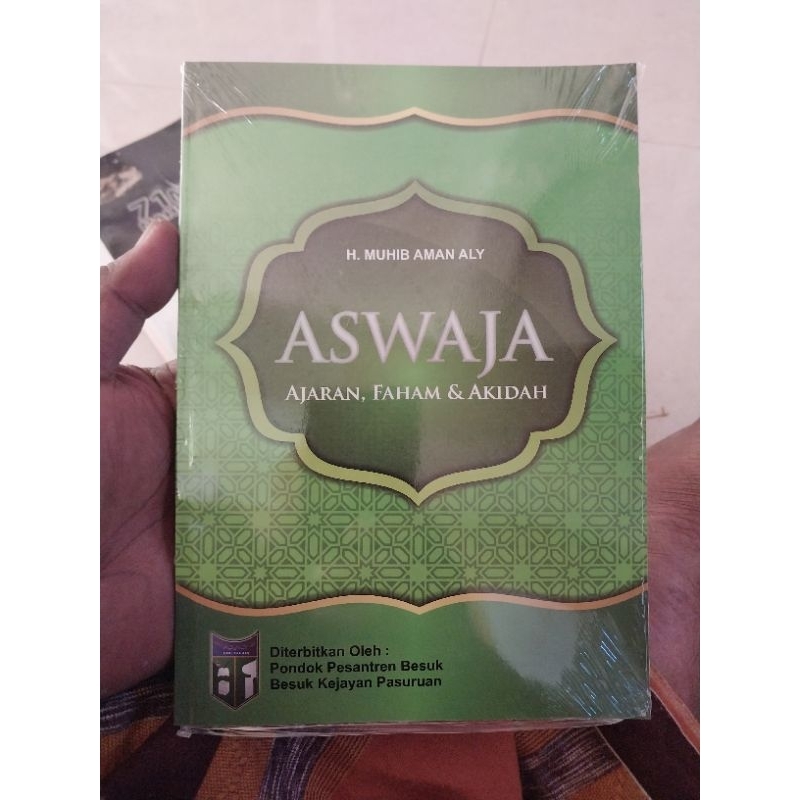 H. MUHIB AMAN ALY
ASWAJA
AJARAN, FAHAM & AKIDAH
Diterbitkan Oleh :
Pondok Pesantren Besuk
Besuk Kejayan Pasuruan